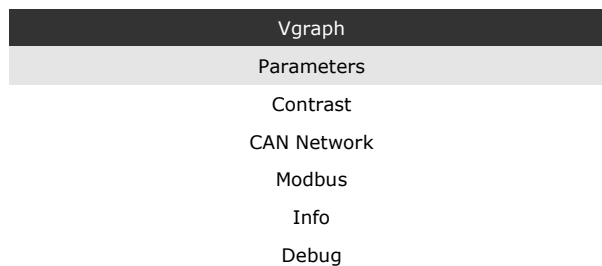 Vgraph
Parameters
Contrast
CAN Network
Modbus
Info
Debug